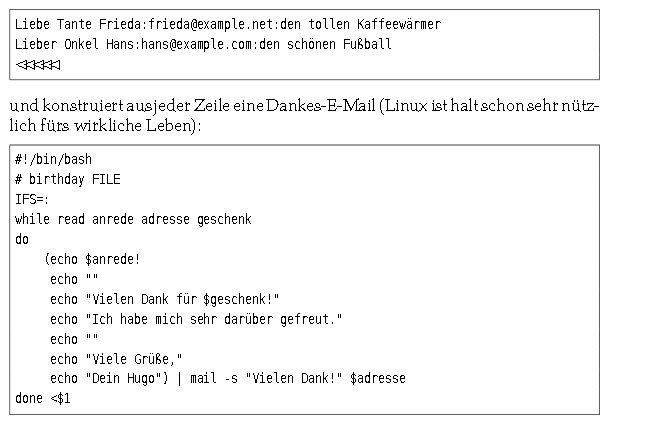 Liebe Tante Frieda:frieda@example.net:den tollen Kaffeewärmer
Lieber Onkel Hans:hans@example.com:den schönen Fußball
◁◁◁◁◁
und konstruiert aus jeder Zeile eine Dankes-E-Mail (Linux ist halt schon sehr nütz-
lich fürs wirkliche Leben):
#!/bin/bash
# birthday FILE
IFS=:
while read anrede adresse geschenk
do
    (echo $anrede!
     echo ""
     echo "Vielen Dank für $geschenk!"
     echo "Ich habe mich sehr darüber gefreut."
     echo ""
     echo "Viele Grüße,"
     echo "Dein Hugo") | mail -s "Vielen Dank!" $adresse
done <$1